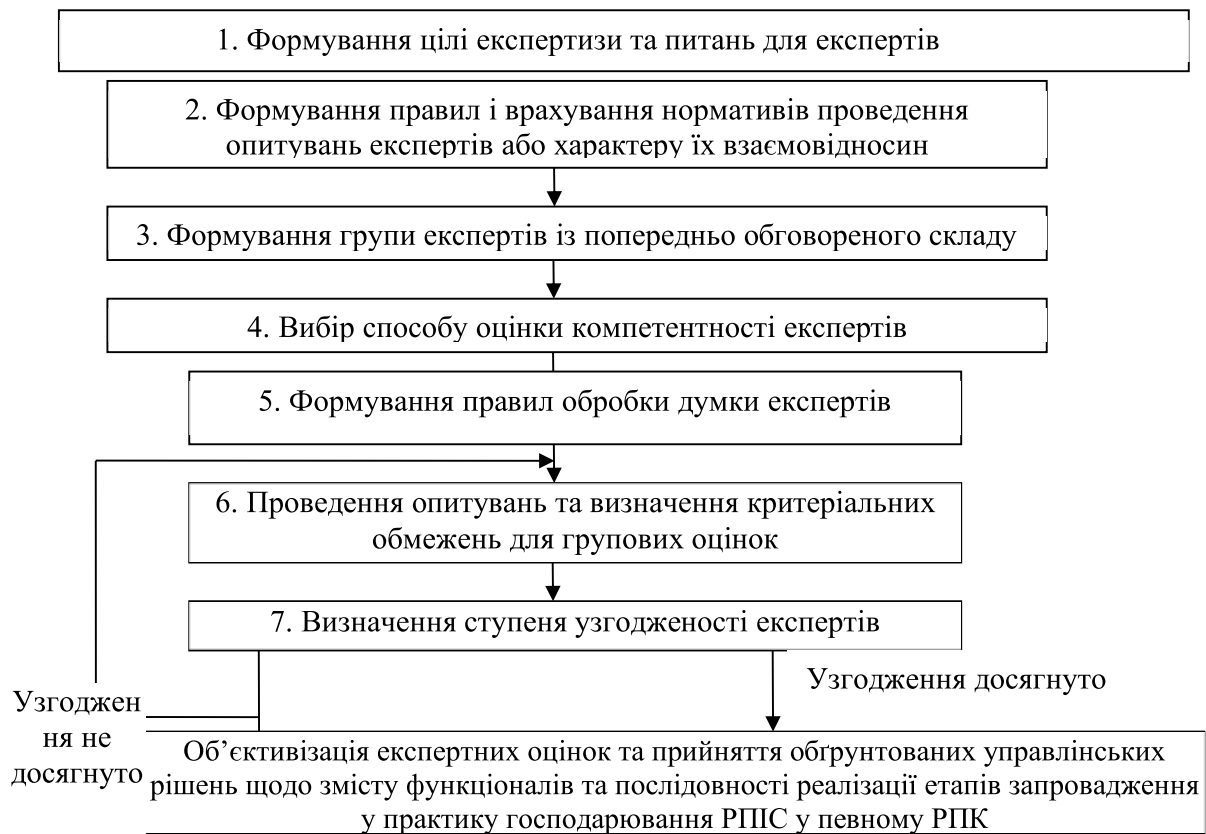 1. Формування цілі експертизи та питань для експертів
2. Формування правил і врахування нормативів проведення
опитувань експертів або характеру їх взаємовідносин
3. Формування групи експертів із попередньо обговореного складу
4. Вибір способу оцінки компетентності експертів
5. Формування правил обробки думки експертів
6. Проведення опитувань та визначення критеріальних
обмежень для групових оцінок
7. Визначення ступеня узгодженості експертів
Узгодження досягнуто
Узгоджен
ня не
досягнуто
Об’єктивізація експертних оцінок та прийняття обґрунтованих управлінських
рішень щодо змісту функціоналів та послідовності реалізації етапів запровадження
у практику господарювання РПІС у певному РПК